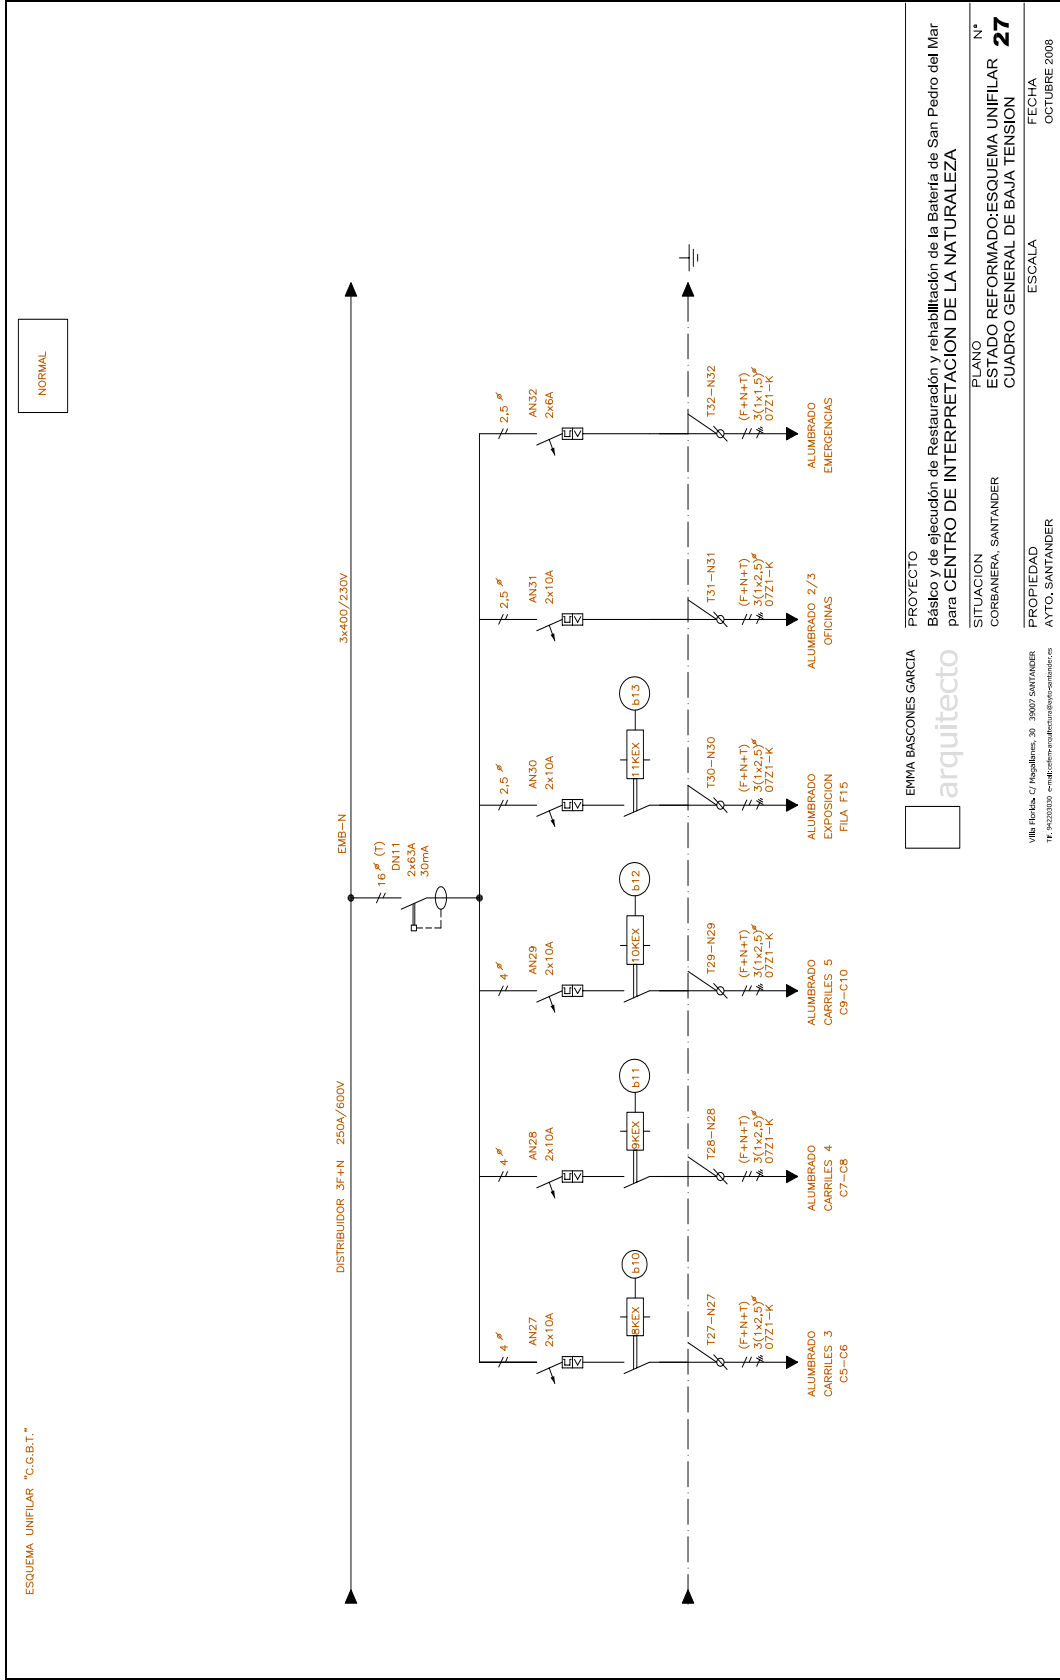 ESQUEMA UNIFILAR "C.G.B.T."
NORMAL
DISTRIBUIDOR 3F+N 250A/600V
EMB-N
3x400/230V
16 ø (T)
DN11
2x63A
30mA
4 ø
AN27
2x10A
8KEX
b10
T27-N27
(F+N+T)
3(1x2,5)ø
07Z1-K
ALUMBRADO
CARRILES 3
C5-C6
4 ø
AN28
2x10A
9KEX
b11
T28-N28
(F+N+T)
3(1x2,5)ø
07Z1-K
ALUMBRADO
CARRILES 4
C7-C8
4 ø
AN29
2x10A
10KEX
b12
T29-N29
(F+N+T)
3(1x2,5)ø
07Z1-K
ALUMBRADO
CARRILES 5
C9-C10
2,5 ø
AN30
2x10A
11KEX
b13
T30-N30
(F+N+T)
3(1x2,5)ø
07Z1-K
ALUMBRADO
EXPOSICION
FILA F15
2,5 ø
AN31
2x10A
T31-N31
(F+N+T)
3(1x2,5)ø
07Z1-K
ALUMBRADO 2/3
OFICINAS
2,5 ø
AN32
2x6A
T32-N32
(F+N+T)
3(1x1,5)ø
07Z1-K
ALUMBRADO
EMERGENCIAS
EMMA BASCONES GARCIA
arquitecto
Villa Florida. C/ Magallanes, 30 39007 SANTANDER
PROYECTO
Básico y de ejecución de Restauración y rehabilitación de la Batería de San Pedro del Mar
para CENTRO DE INTERPRETACION DE LA NATURALEZA
SITUACION
CORBANERA, SANTANDER
PLANO
ESTADO REFORMADO:ESQUEMA UNIFILAR
CUADRO GENERAL DE BAJA TENSION
Nº
27
PROPIEDAD
AYTO. SANTANDER
ESCALA
FECHA
OCTUBRE 2008